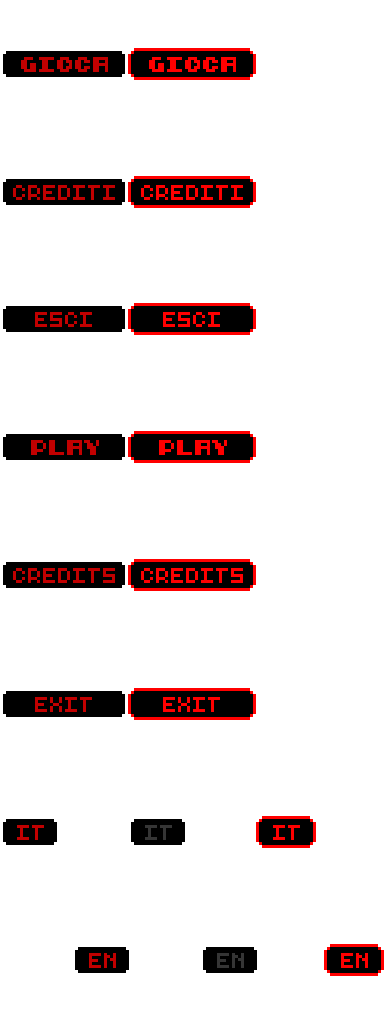 GIOCA GIOCA
CREDITI CREDITI
ESCI ESCI
PLAY PLAY
CREDITS CREDITS
EXIT EXIT
IT IT IT
EN EN EN